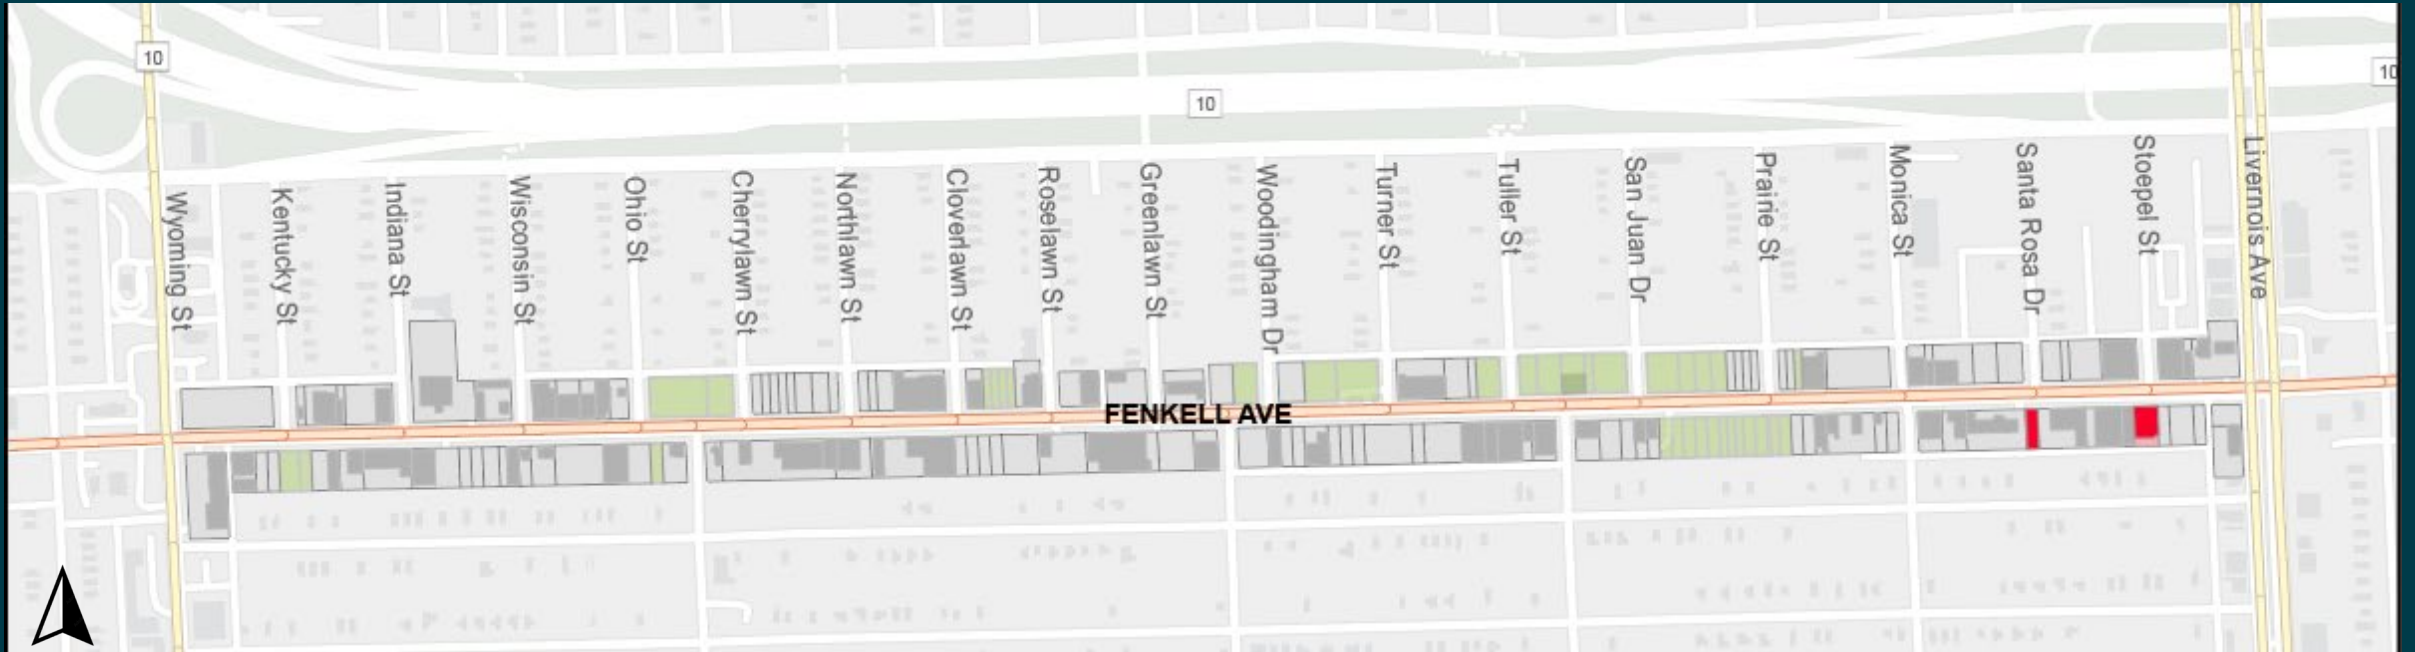 10
10
10
Wyoming St
Kentucky St
Indiana St
Wisconsin St
Ohio St
Cherrylawn St
Northlawn St
Cloverlawn St
Roselawn St
Greenlawn St
Woodingham Dr
Turner St
Tuller St
San Juan Dr
Prairie St
Monica St
Santa Rosa Dr
Stoepel St
Livernois Ave
FENKELL AVE